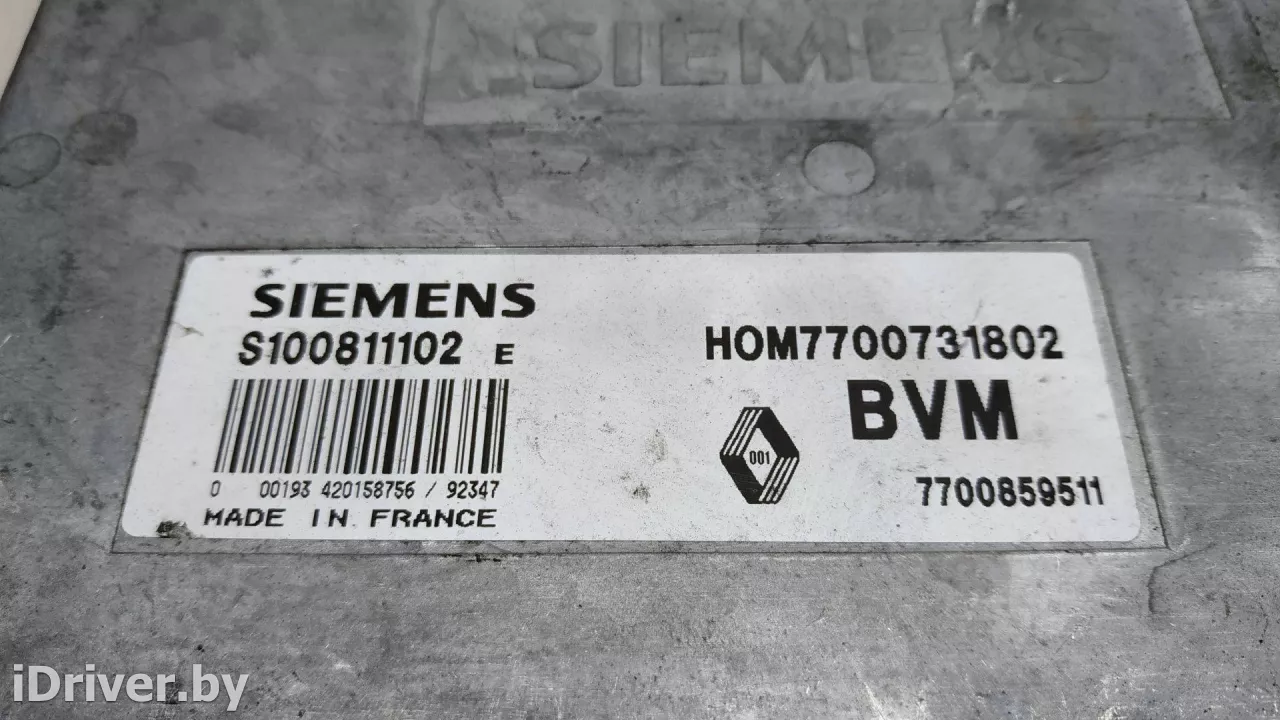 SIEMENS
SIEMENS
S100811102 E
HOM7700731802
BVM
001
7700859511
0 00193 420158756 / 92347
MADE IN FRANCE
iDriver.by